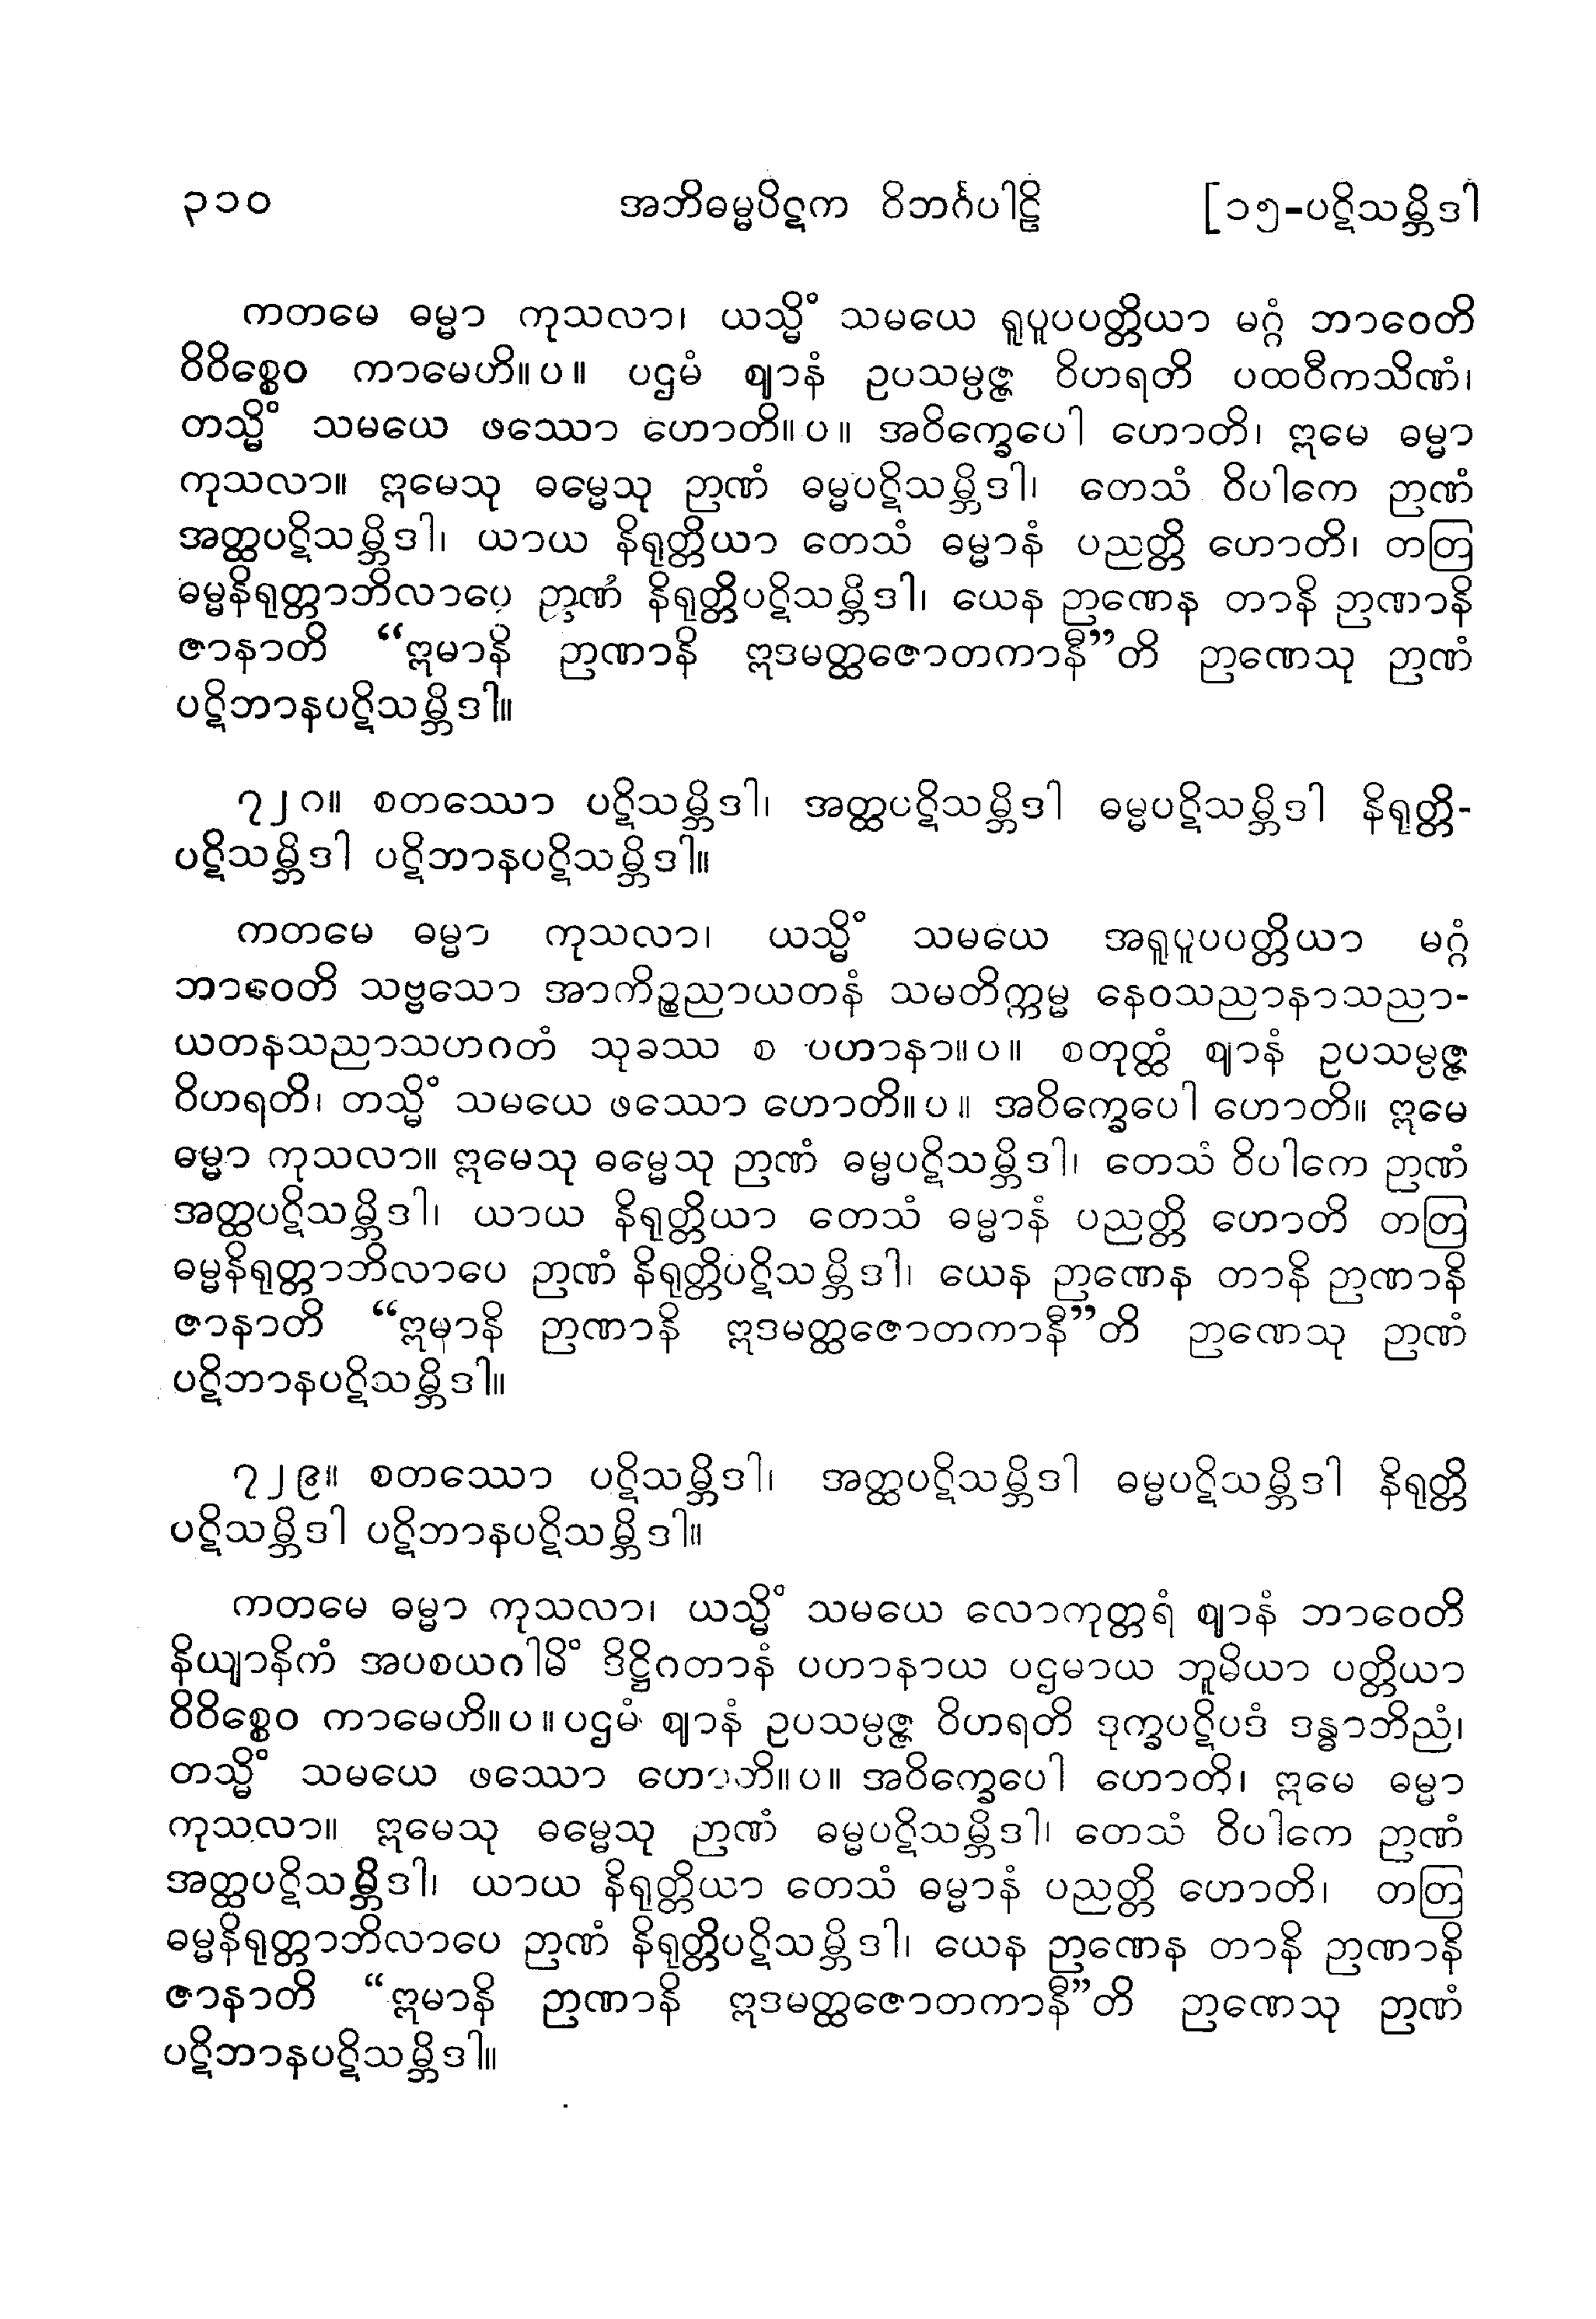 ၃၁၀ အဘိဓမ္မပိဋက ဝိဘင်္ဂပါဠိ [၁၅-ပဋိသမ္ဘိဒါ
ကတမေ ဓမ္မာ ကုသလာ၊ ယသ္မိံ သမယေ ရူပူပပတ္တိယာ မဂ္ဂံ ဘာဝေတိ
ဝိဝိစ္စေဝ ကာမေဟိ။ပ။ ပဌမံ ဈာနံ ဥပသမ္ပဇ္ဇ ဝိဟရတိ ပထဝီကသိဏံ၊
တသ္မိံ သမယေ ဖဿော ဟောတိ။ပ။ အဝိက္ခေပေါ ဟောတိ၊ ဣမေ ဓမ္မာ
ကုသလာ။ ဣမေသု ဓမ္မေသု ဉာဏံ ဓမ္မပဋိသမ္ဘိဒါ၊ တေသံ ဝိပါကေ ဉာဏံ
အတ္ထပဋိသမ္ဘိဒါ၊ ယာယ နိရုတ္တိယာ တေသံ ဓမ္မာနံ ပညတ္တိ ဟောတိ၊ တတြ
ဓမ္မနိရုတ္တာဘိလာပေ ဉာဏံ နိရုတ္တိပဋိသမ္ဘိဒါ၊ ယေန ဉာဏေန တာနိ ဉာဏာနိ
ဇာနာတိ “ဣမာနိ ဉာဏာနိ ဣဒမတ္ထဇောတကာနီ”တိ ဉာဏေသု ဉာဏံ
ပဋိဘာနပဋိသမ္ဘိဒါ။
၇၂၈။ စတဿော ပဋိသမ္ဘိဒါ၊ အတ္ထပဋိသမ္ဘိဒါ ဓမ္မပဋိသမ္ဘိဒါ နိရုတ္တိ-
ပဋိသမ္ဘိဒါ ပဋိဘာနပဋိသမ္ဘိဒါ။
ကတမေ ဓမ္မာ ကုသလာ၊ ယသ္မိံ သမယေ အရူပူပပတ္တိယာ မဂ္ဂံ
ဘာဝေတိ သဗ္ဗသော အာကိဉ္စညာယတနံ သမတိက္ကမ္မ နေဝသညာနာသညာ-
ယတနသညာသဟဂတံ သုခဿ စ ပဟာနာ။ပ။ စတုတ္ထံ ဈာနံ ဥပသမ္ပဇ္ဇ
ဝိဟရတိ၊ တသ္မိံ သမယေ ဖဿော ဟောတိ။ပ။ အဝိက္ခေပေါ ဟောတိ။ ဣမေ
ဓမ္မာ ကုသလာ။ ဣမေသု ဓမ္မေသု ဉာဏံ ဓမ္မပဋိသမ္ဘိဒါ၊ တေသံ ဝိပါကေ ဉာဏံ
အတ္ထပဋိသမ္ဘိဒါ၊ ယာယ နိရုတ္တိယာ တေသံ ဓမ္မာနံ ပညတ္တိ ဟောတိ တတြ
ဓမ္မနိရုတ္တာဘိလာပေ ဉာဏံ နိရုတ္တိပဋိသမ္ဘိဒါ၊ ယေန ဉာဏေန တာနိ ဉာဏာနိ
ဇာနာတိ “ဣမာနိ ဉာဏာနိ ဣဒမတ္ထဇောတကာနီ”တိ ဉာဏေသု ဉာဏံ
ပဋိဘာနပဋိသမ္ဘိဒါ။
၇၂၉။ စတဿော ပဋိသမ္ဘိဒါ၊ အတ္ထပဋိသမ္ဘိဒါ ဓမ္မပဋိသမ္ဘိဒါ နိရုတ္တိ
ပဋိသမ္ဘိဒါ ပဋိဘာနပဋိသမ္ဘိဒါ။
ကတမေ ဓမ္မာ ကုသလာ၊ ယသ္မိံ သမယေ လောကုတ္တရံ ဈာနံ ဘာဝေတိ
နိယျာနိကံ အပစယဂါမိံ ဒိဋ္ဌိဂတာနံ ပဟာနာယ ပဌမာယ ဘူမိယာ ပတ္တိယာ
ဝိဝိစ္စေဝ ကာမေဟိ။ပ။ပဌမံ ဈာနံ ဥပသမ္ပဇ္ဇ ဝိဟရတိ ဒုက္ခပဋိပဒံ ဒန္ဓာဘိညံ၊
တသ္မိံ သမယေ ဖဿော ဟောတိ။ပ။ အဝိက္ခေပေါ ဟောတိ၊ ဣမေ ဓမ္မာ
ကုသလာ။ ဣမေသု ဓမ္မေသု ဉာဏံ ဓမ္မပဋိသမ္ဘိဒါ၊ တေသံ ဝိပါကေ ဉာဏံ
အတ္ထပဋိသမ္ဘိဒါ၊ ယာယ နိရုတ္တိယာ တေသံ ဓမ္မာနံ ပညတ္တိ ဟောတိ၊ တတြ
ဓမ္မနိရုတ္တာဘိလာပေ ဉာဏံ နိရုတ္တိပဋိသမ္ဘိဒါ၊ ယေန ဉာဏေန တာနိ ဉာဏာနိ
ဇာနာတိ “ဣမာနိ ဉာဏာနိ ဣဒမတ္ထဇောတကာနီ”တိ ဉာဏေသု ဉာဏံ
ပဋိဘာနပဋိသမ္ဘိဒါ။